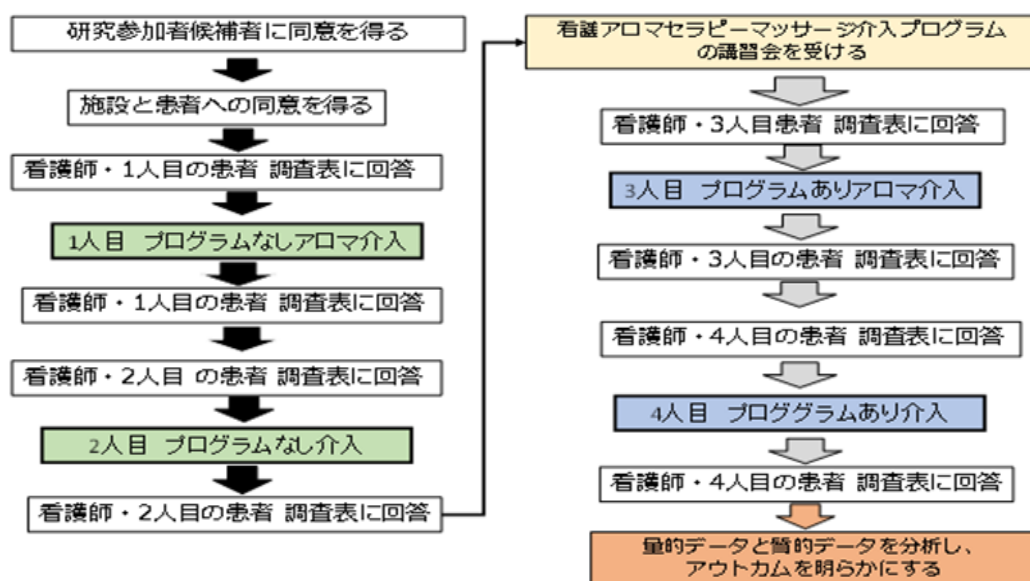 研究参加者候補者に同意を得る
施設と患者への同意を得る
看護師・1人目の患者 調査表に回答
1人目 プログラムなしアロマ介入
看護師・1人目の患者 調査表に回答
看護師・2人目 の患者 調査表に回答
2人目 プログラムなし介入
看護師・2人目の患者 調査表に回答
看護アロマセラピーマッサージ介入プログラム
の講習会を受ける
看護師・3人目患者 調査表に回答
3人目 プログラムありアロマ介入
看護師・3人目の患者 調査表に回答
看護師・4人目の患者 調査表に回答
4人目 プロググラムあり介入
看護師・4人目の患者 調査表に回答
量的データと質的データを分析し、
アウトカムを明らかにする